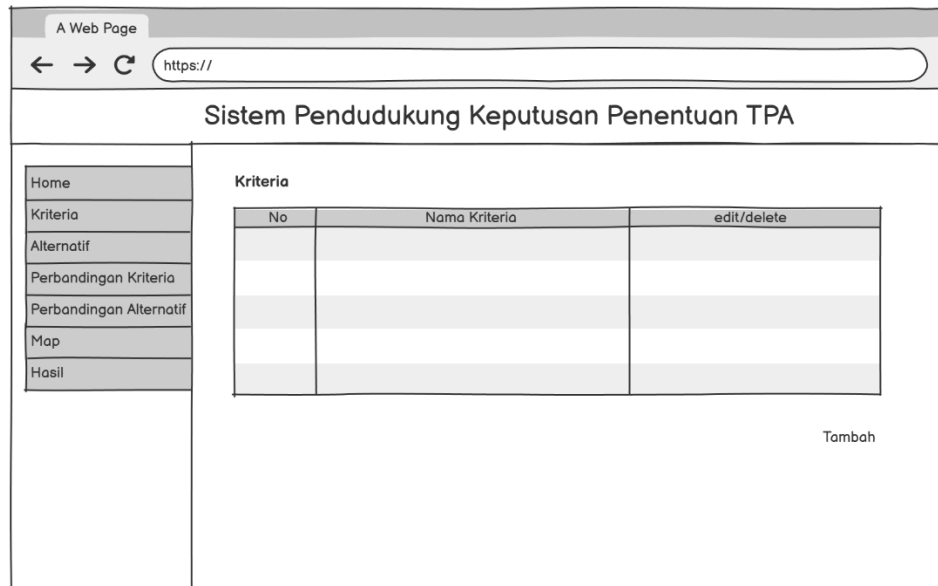 A Web Page
https://
Sistem Pendudukung Keputusan Penentuan TPA
Home
Kriteria
Alternatif
Perbandingan Kriteria
Perbandingan Alternatif
Map
Hasil
Kriteria
No Nama Kriteria edit/delete
Tambah